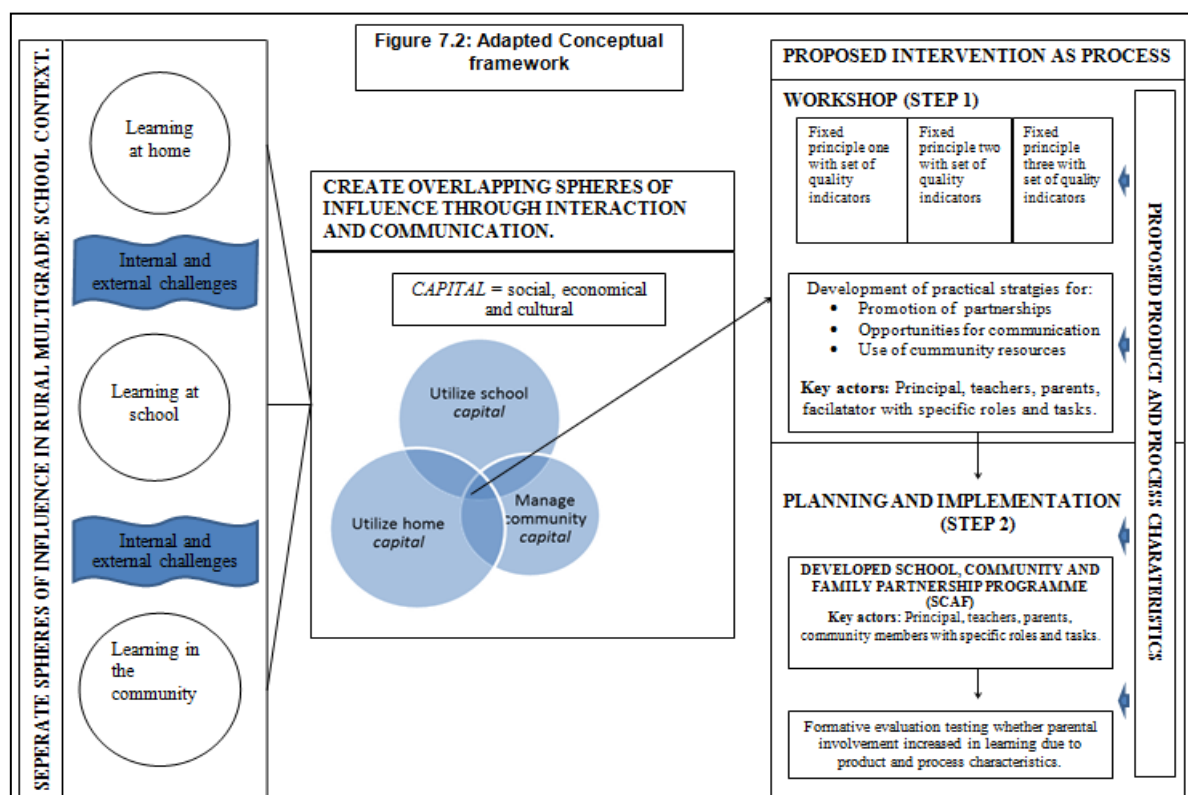 SEPERATE SPHERES OF INFLUENCE IN RURAL MULTIGRADE SCHOOL CONTEXT.
Learning
at home
Internal and
external challenges
Learning at
school
Internal and
external challenges
Learning in
the
community
Figure 7.2: Adapted Conceptual
framework
CREATE OVERLAPPING SPHERES OF
INFLUENCE THROUGH INTERACTION
AND COMMUNICATION.
CAPITAL = social, economical
and cultural
Utilize school
capital
Utilize home
capital
Manage
community
capital
PROPOSED INTERVENTION AS PROCESS
WORKSHOP (STEP 1)
Fixed
principle one
with set of
quality
indicators
Fixed
principle two
with set of
quality
indicators
Fixed
principle
three with
set of quality
indicators
Development of practical stratgies for:
• Promotion of partnerships
• Opportunities for communication
• Use of cummunity resources
Key actors: Principal, teachers, parents,
facilatator with specific roles and tasks.
PLANNING AND IMPLEMENTATION
(STEP 2)
DEVELOPED SCHOOL, COMMUNITY AND
FAMILY PARTNERSHIP PROGRAMME
(SCAF)
Key actors: Principal, teachers, parents,
community members with specific roles and tasks.
Formative evaluation testing whether parental
involvement increased in learning due to
product and process characteristics.
PROPOSED PRODUCT AND PROCESS CHARATERISTICS